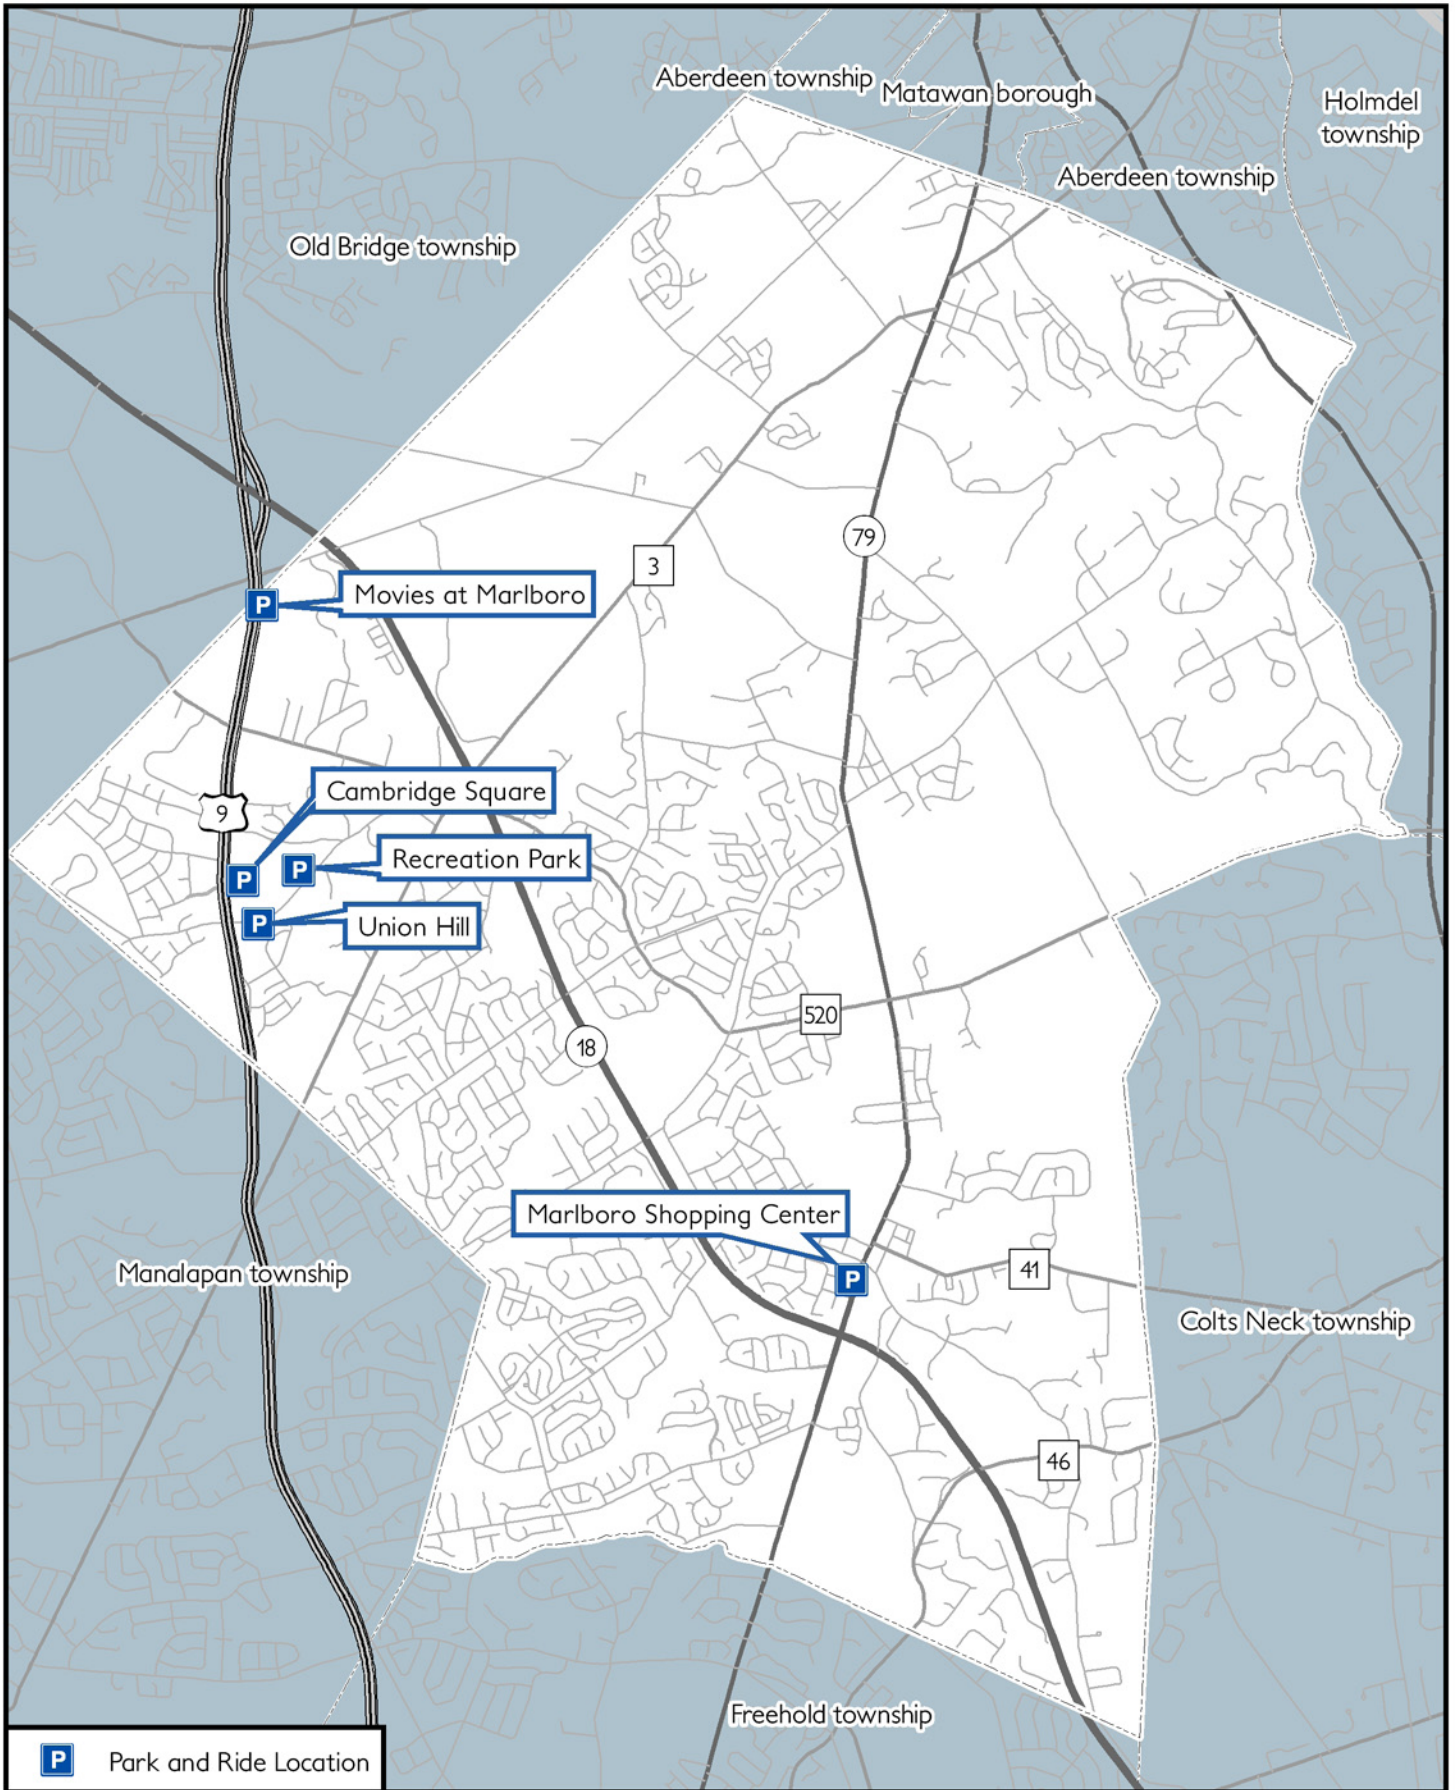 Aberdeen township
Matawan borough
Holmdel
township
Aberdeen township
Old Bridge township
79
3
Movies at Marlboro
Cambridge Square
9
P
Recreation Park
P
P
P
Union Hill
520
18
Marlboro Shopping Center
41
P
Manalapan township
Colts Neck township
46
Freehold township
P Park and Ride Location